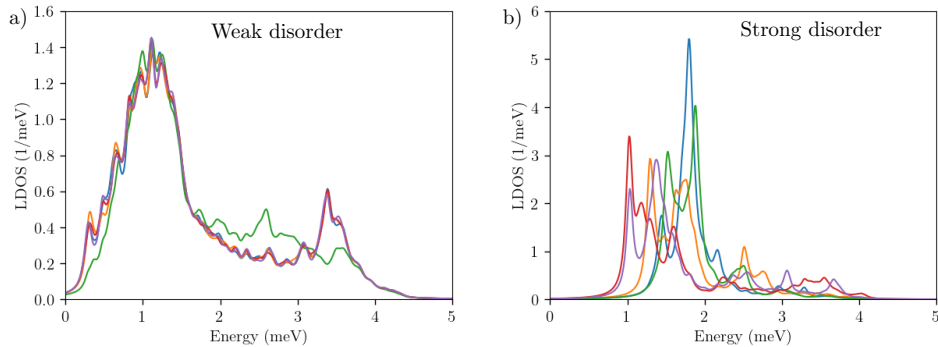 a)
Weak disorder
LDOS (1/meV)
1.6
1.4
1.2
1.0
0.8
0.6
0.4
0.2
0.0
0 1 2 3 4 5
Energy (meV)
b)
Strong disorder
LDOS (1/meV)
6
5
4
3
2
1
0
0 1 2 3 4 5
Energy (meV)